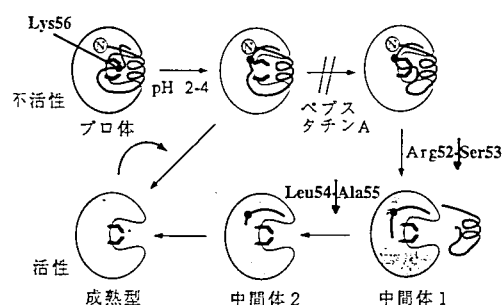 Lys56
N
N
N
不活性
プロ体
pH 2-4
ペプス
タチンA
Arg52-Ser53
Leu54-Ala55
活性
成熟型
中間体2
中間体1